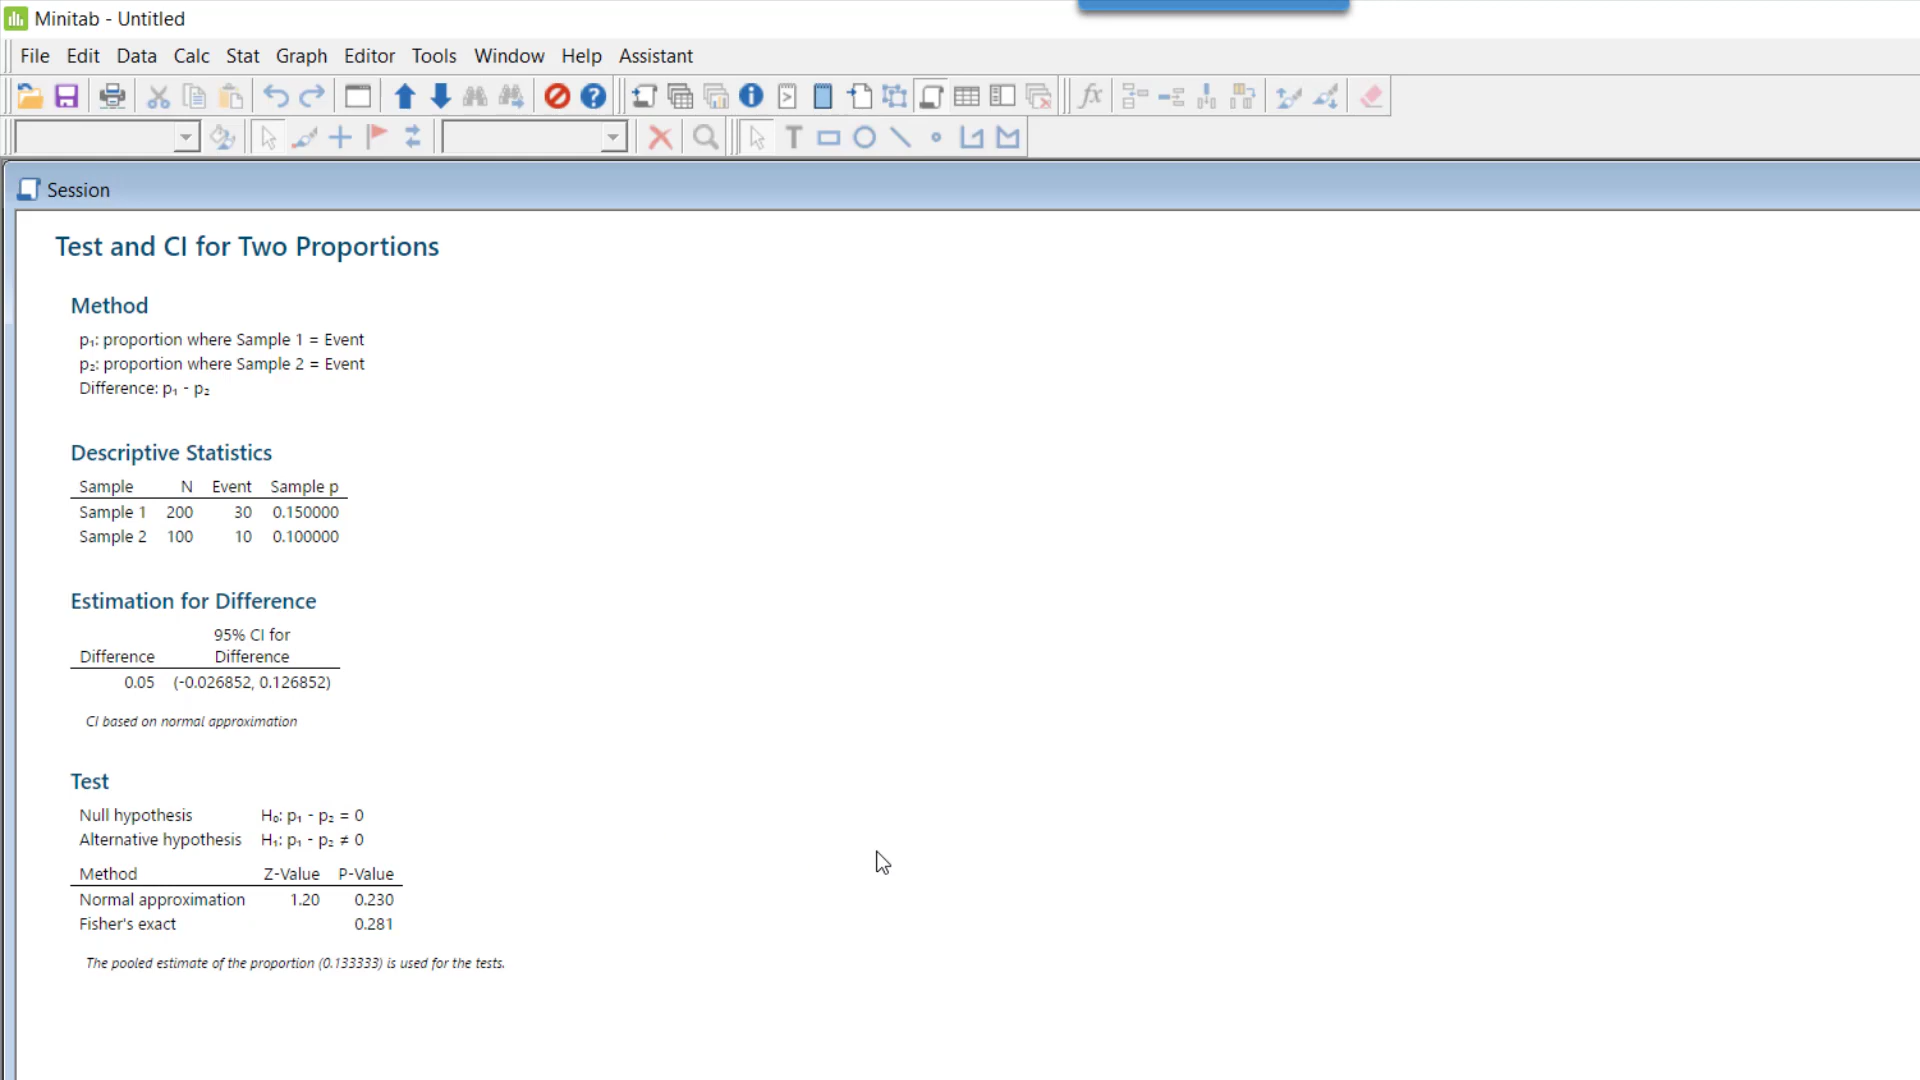 Minitab - Untitled
File Edit Data Calc Stat Graph Editor Tools Window Help Assistant
Session
Test and CI for Two Proportions
Method
p₁: proportion where Sample 1 = Event
p₂: proportion where Sample 2 = Event
Difference: p₁ - p₂
Descriptive Statistics
Sample N Event Sample p
Sample 1 200 30 0.150000
Sample 2 100 10 0.100000
Estimation for Difference
95% CI for
Difference Difference
0.05 (-0.026852, 0.126852)
CI based on normal approximation
Test
Null hypothesis H₀: p₁ - p₂ = 0
Alternative hypothesis H₁: p₁ - p₂ ≠ 0
Method Z-Value P-Value
Normal approximation 1.20 0.230
Fisher's exact 0.281
The pooled estimate of the proportion (0.133333) is used for the tests.